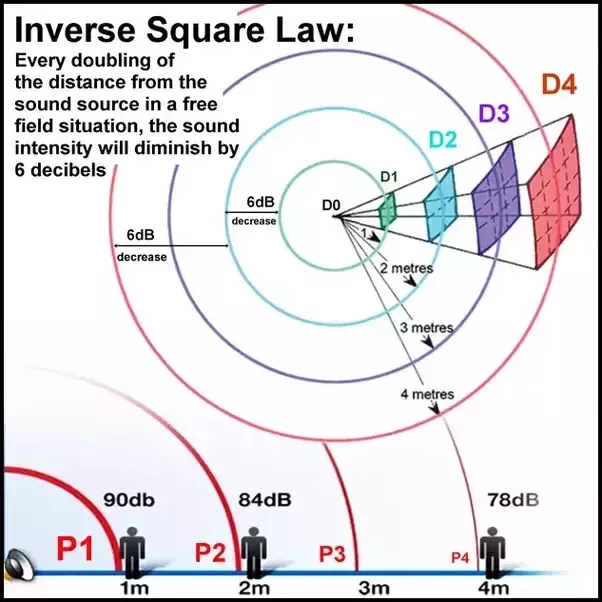 Inverse Square Law:
Every doubling of
the distance from the
sound source in a free
field situation, the sound
intensity will diminish by
6 decibels
D4
D3
D2
D1
D0
6dB
decrease
6dB
decrease
1
2 metres
3 metres
4 metres
90db
84dB
78dB
P1
P2
P3
P4
1m
2m
3m
4m